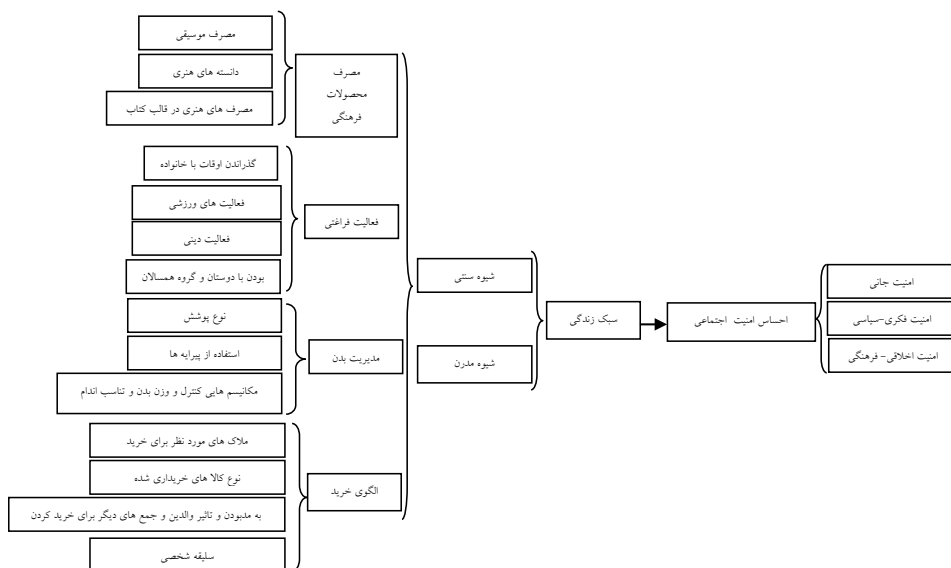 مصرف موسیقی
دانسته های هنری
مصرف های هنری در قالب کتاب
مصرف
محصولات
فرهنگی
گذراندن اوقات با خانواده
فعالیت های ورزشی
فعالیت دینی
بودن با دوستان و گروه همسالان
فعالیت فراغتی
نوع پوشش
استفاده از پیرایه ها
مکانیسم هایی کنترل و وزن بدن و تناسب اندام
مدیریت بدن
ملاک های مورد نظر برای خرید
نوع کالا های خریداری شده
به مدبودن و تاثیر والدین و جمع های دیگر برای خرید کردن
سلیقه شخصی
الگوی خرید
شیوه سنتی
شیوه مدرن
سبک زندگی
احساس امنیت اجتماعی
امنیت جانی
امنیت فکری-سیاسی
امنیت اخلاقی- فرهنگی